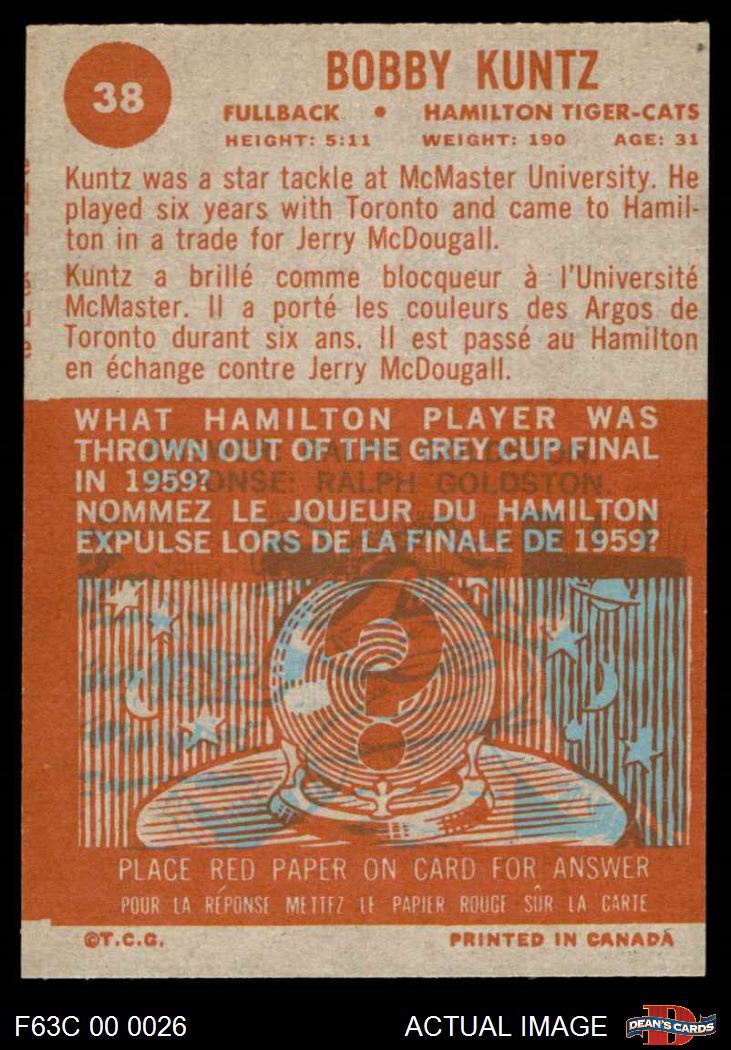 38
BOBBY KUNTZ
FULLBACK • HAMILTON TIGER-CATS
HEIGHT: 5:11 WEIGHT: 190 AGE: 31
Kuntz was a star tackle at McMaster University. He
played six years with Toronto and came to Hamil-
ton in a trade for Jerry McDougall.
Kuntz a brillé comme blocqueur à l'Université
McMaster. Il a porté les couleurs des Argos de
Toronto durant six ans. Il est passé au Hamilton
en échange contre Jerry McDougall.
WHAT HAMILTON PLAYER WAS
THROWN OUT OF THE GREY CUP FINAL
IN 1959?
RALPH GOLDSTON
NOMMEZ LE JOUEUR DU HAMILTON
EXPULSE LORS DE LA FINALE DE 1959?
?
PLACE RED PAPER ON CARD FOR ANSWER
POUR LA RÉPONSE METTEZ LE PAPIER ROUGE SÛR LA CARTE
©T.C.G. PRINTED IN CANADA
F63C 00 0026 ACTUAL IMAGE D DEAN'S CARDS